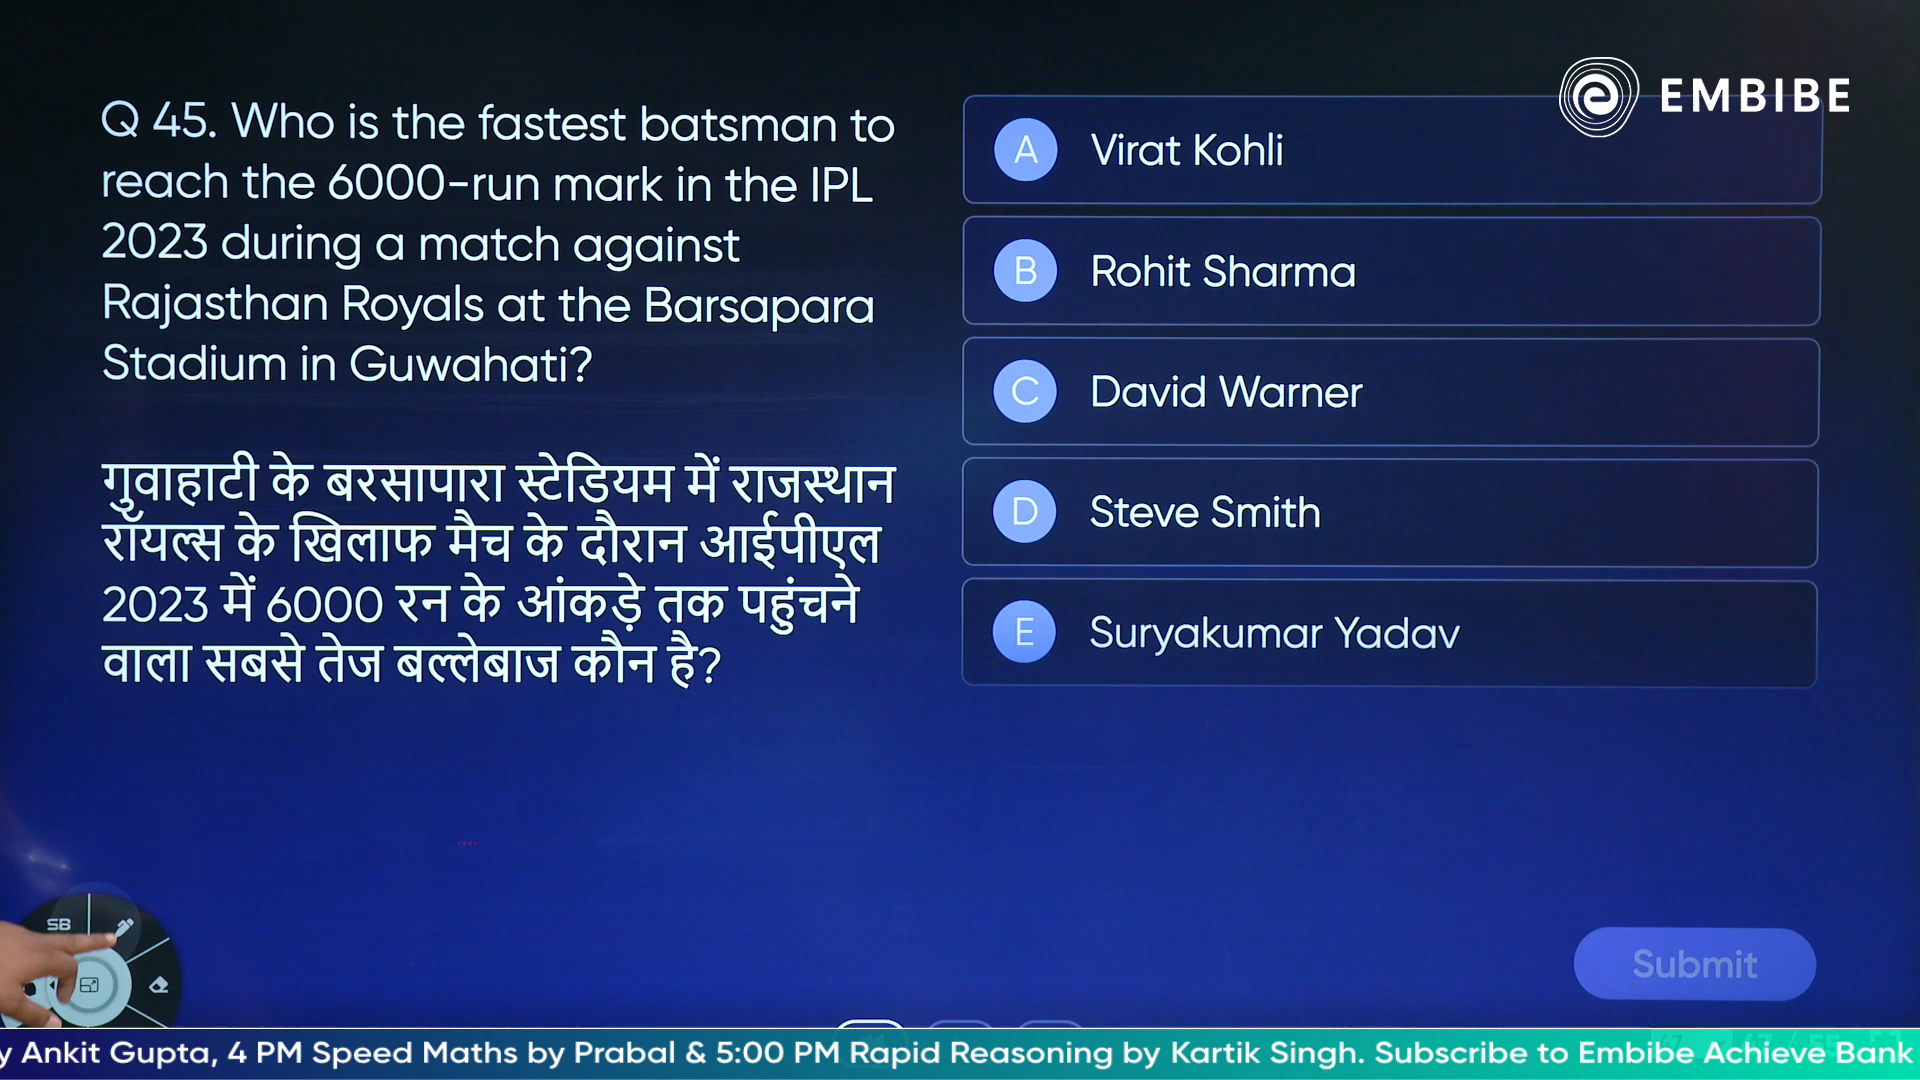 EMBIBE
Q 45. Who is the fastest batsman to
reach the 6000-run mark in the IPL
2023 during a match against
Rajasthan Royals at the Barsapara
Stadium in Guwahati?
गुवाहाटी के बरसापारा स्टेडियम में राजस्थान
रॉयल्स के खिलाफ मैच के दौरान आईपीएल
2023 में 6000 रन के आंकड़े तक पहुंचने
वाला सबसे तेज बल्लेबाज कौन है?
A Virat Kohli
B Rohit Sharma
C David Warner
D Steve Smith
E Suryakumar Yadav
SB
Submit
y Ankit Gupta, 4 PM Speed Maths by Prabal & 5:00 PM Rapid Reasoning by Kartik Singh. Subscribe to Embibe Achieve Bank